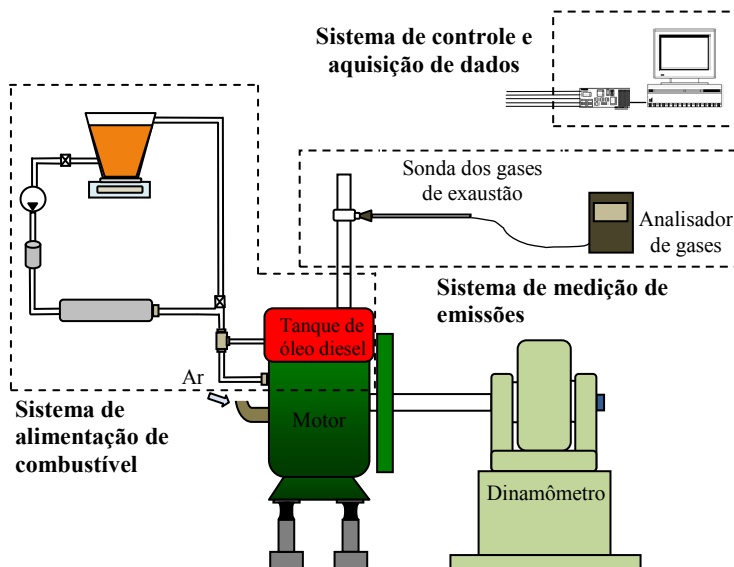 Sistema de controle e
aquisição de dados
Sonda dos gases
de exaustão
Analisador
de gases
Sistema de medição de
emissões
Tanque de
óleo diesel
Ar
Motor
Sistema de
alimentação de
combustível
Dinamômetro